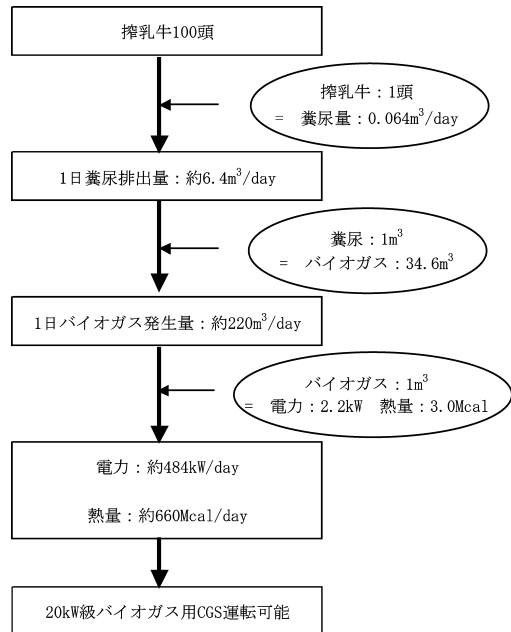 搾乳牛100頭
搾乳牛：1頭
= 糞尿量：0.064m³/day
1日糞尿排出量：約6.4m³/day
糞尿：1m³
= バイオガス：34.6m³
1日バイオガス発生量：約220m³/day
バイオガス：1m³
= 電力：2.2kW 熱量：3.0Mcal
電力：約484kW/day
熱量：約660Mcal/day
20kW級バイオガス用CGS運転可能